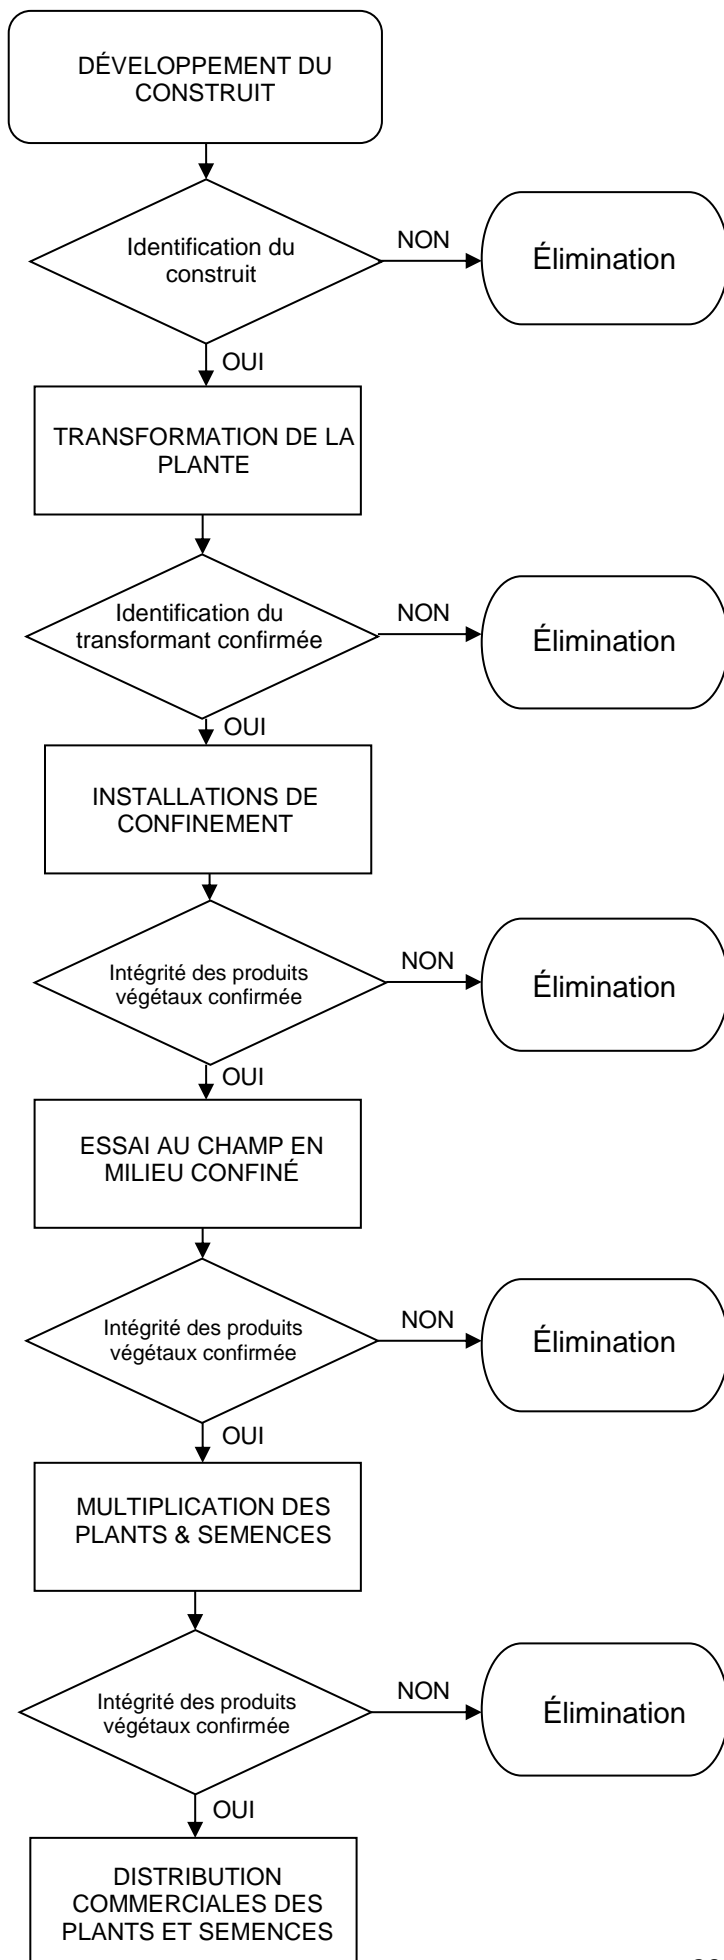 DÉVELOPPEMENT DU
CONSTRUIT
Identification du
construit
NON
Élimination
OUI
TRANSFORMATION DE LA
PLANTE
Identification du
transformant confirmée
NON
Élimination
OUI
INSTALLATIONS DE
CONFINEMENT
Intégrité des produits
végétaux confirmée
NON
Élimination
OUI
ESSAI AU CHAMP EN
MILIEU CONFINÉ
Intégrité des produits
végétaux confirmée
NON
Élimination
OUI
MULTIPLICATION DES
PLANTS & SEMENCES
Intégrité des produits
végétaux confirmée
NON
Élimination
OUI
DISTRIBUTION
COMMERCIALES DES
PLANTS ET SEMENCES